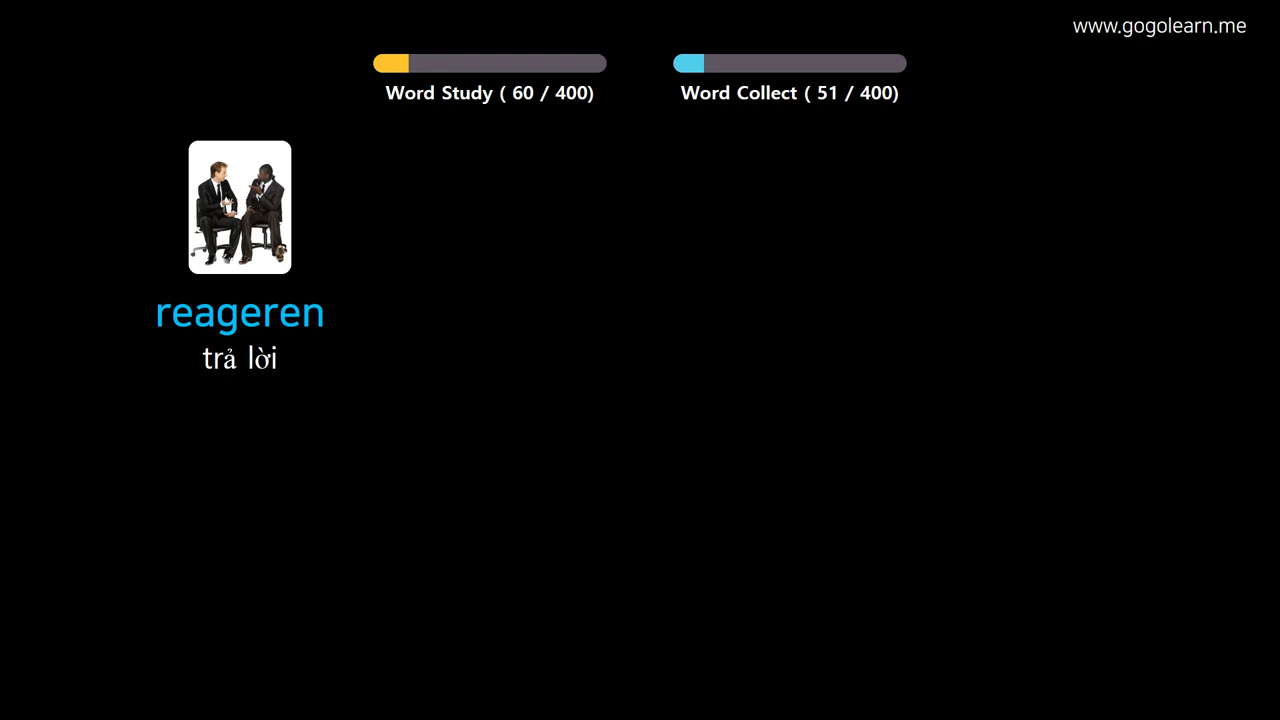 www.gogolearn.me
Word Study ( 60 / 400)
Word Collect ( 51 / 400)
reageren
trả lời